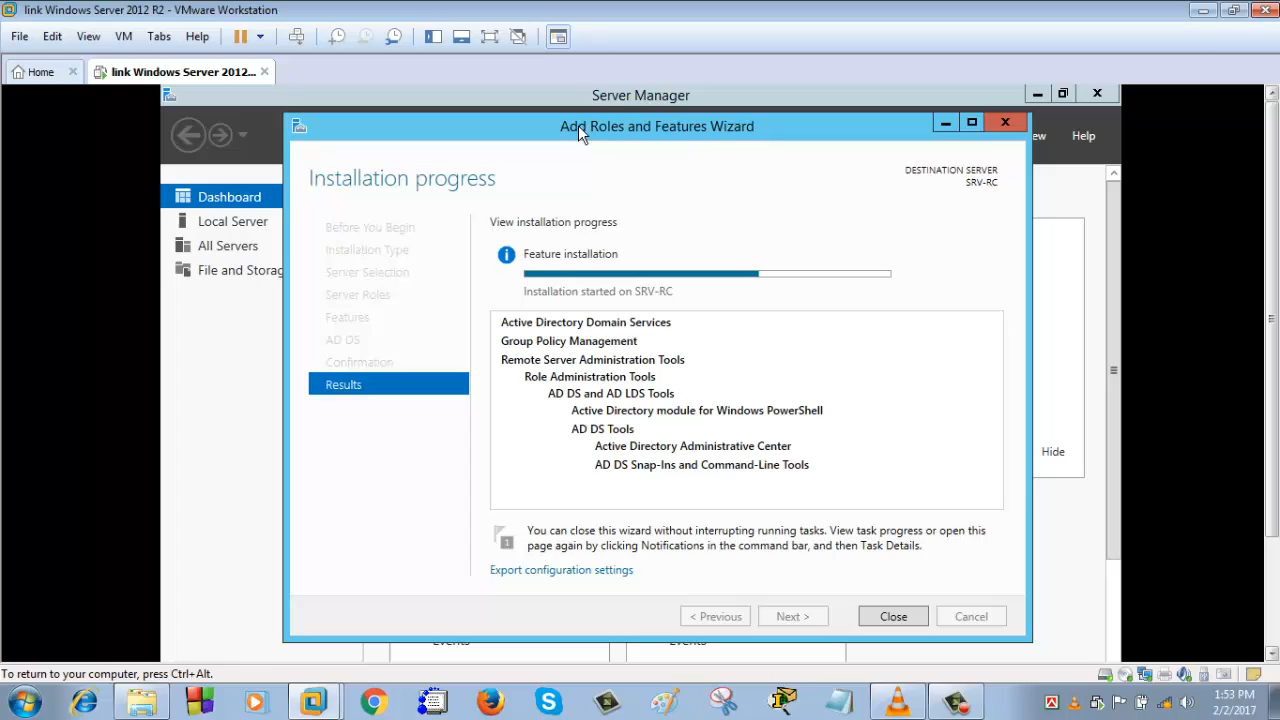 link Windows Server 2012 R2 - VMware Workstation
File Edit View VM Tabs Help
Home
link Windows Server 2012...
Server Manager
Add Roles and Features Wizard
ew Help
Installation progress
DESTINATION SERVER
SRV-RC
Dashboard
Local Server
All Servers
File and Storag
Before You Begin
Installation Type
Server Selection
Server Roles
Features
AD DS
Confirmation
Results
View installation progress
Feature installation
Installation started on SRV-RC
Active Directory Domain Services
Group Policy Management
Remote Server Administration Tools
Role Administration Tools
AD DS and AD LDS Tools
Active Directory module for Windows PowerShell
AD DS Tools
Active Directory Administrative Center
AD DS Snap-Ins and Command-Line Tools
Hide
1
You can close this wizard without interrupting running tasks. View task progress or open this
page again by clicking Notifications in the command bar, and then Task Details.
Export configuration settings
< Previous Next > Close Cancel
Events Events
To return to your computer, press Ctrl+Alt.
1:53 PM
2/2/2017